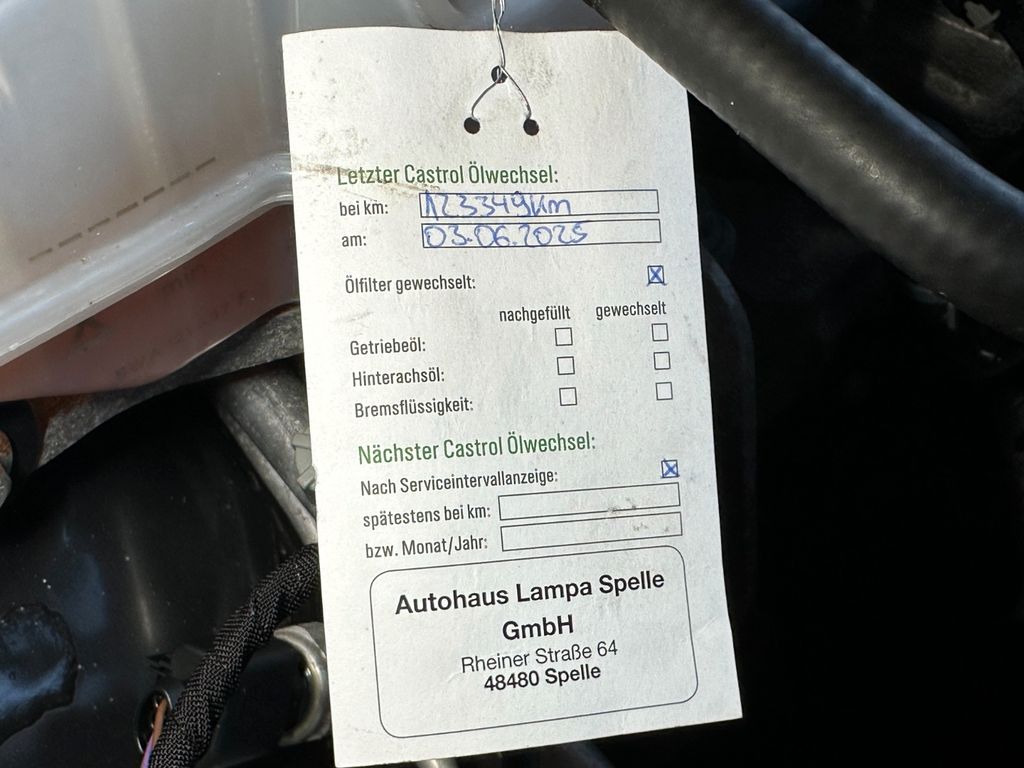 Letzter Castrol Ölwechsel:
bei km: 123349km
am: 03.06.2025
Ölfilter gewechselt:
nachgefüllt gewechselt
Getriebeöl:
Hinterachsöl:
Bremsflüssigkeit:
Nächster Castrol Ölwechsel:
Nach Serviceintervallanzeige:
spätestens bei km:
bzw. Monat/Jahr:
Autohaus Lampa Spelle
GmbH
Rheiner Straße 64
48480 Spelle